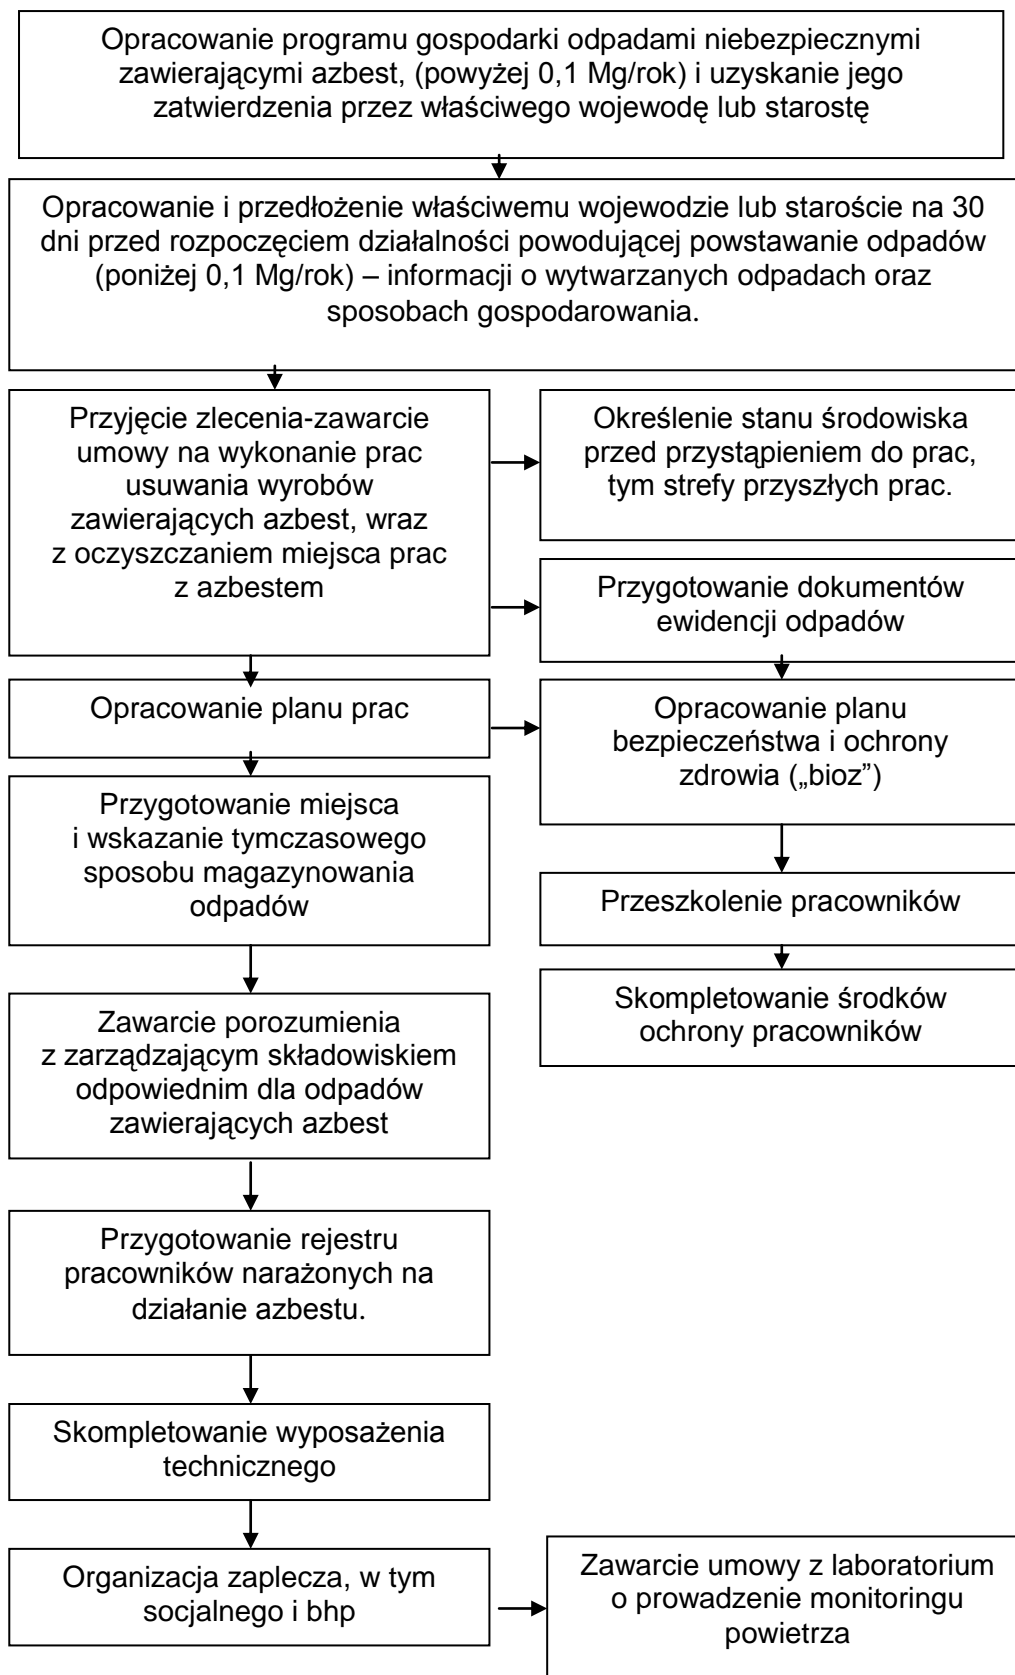 Opracowanie programu gospodarki odpadami niebezpiecznymi
zawierającymi azbest, (powyżej 0,1 Mg/rok) i uzyskanie jego
zatwierdzenia przez właściwego wojewodę lub starostę
Opracowanie i przedłożenie właściwemu wojewodzie lub staroście na 30
dni przed rozpoczęciem działalności powodującej powstawanie odpadów
(poniżej 0,1 Mg/rok) – informacji o wytwarzanych odpadach oraz
sposobach gospodarowania.
Przyjęcie zlecenia-zawarcie
umowy na wykonanie prac
usuwania wyrobów
zawierających azbest, wraz
z oczyszczaniem miejsca prac
z azbestem
Określenie stanu środowiska
przed przystąpieniem do prac,
tym strefy przyszłych prac.
Przygotowanie dokumentów
ewidencji odpadów
Opracowanie planu prac
Opracowanie planu
bezpieczeństwa i ochrony
zdrowia („bioz”)
Przygotowanie miejsca
i wskazanie tymczasowego
sposobu magazynowania
odpadów
Przeszkolenie pracowników
Skompletowanie środków
ochrony pracowników
Zawarcie porozumienia
z zarządzającym składowiskiem
odpowiednim dla odpadów
zawierających azbest
Przygotowanie rejestru
pracowników narażonych na
działanie azbestu.
Skompletowanie wyposażenia
technicznego
Organizacja zaplecza, w tym
socjalnego i bhp
Zawarcie umowy z laboratorium
o prowadzenie monitoringu
powietrza